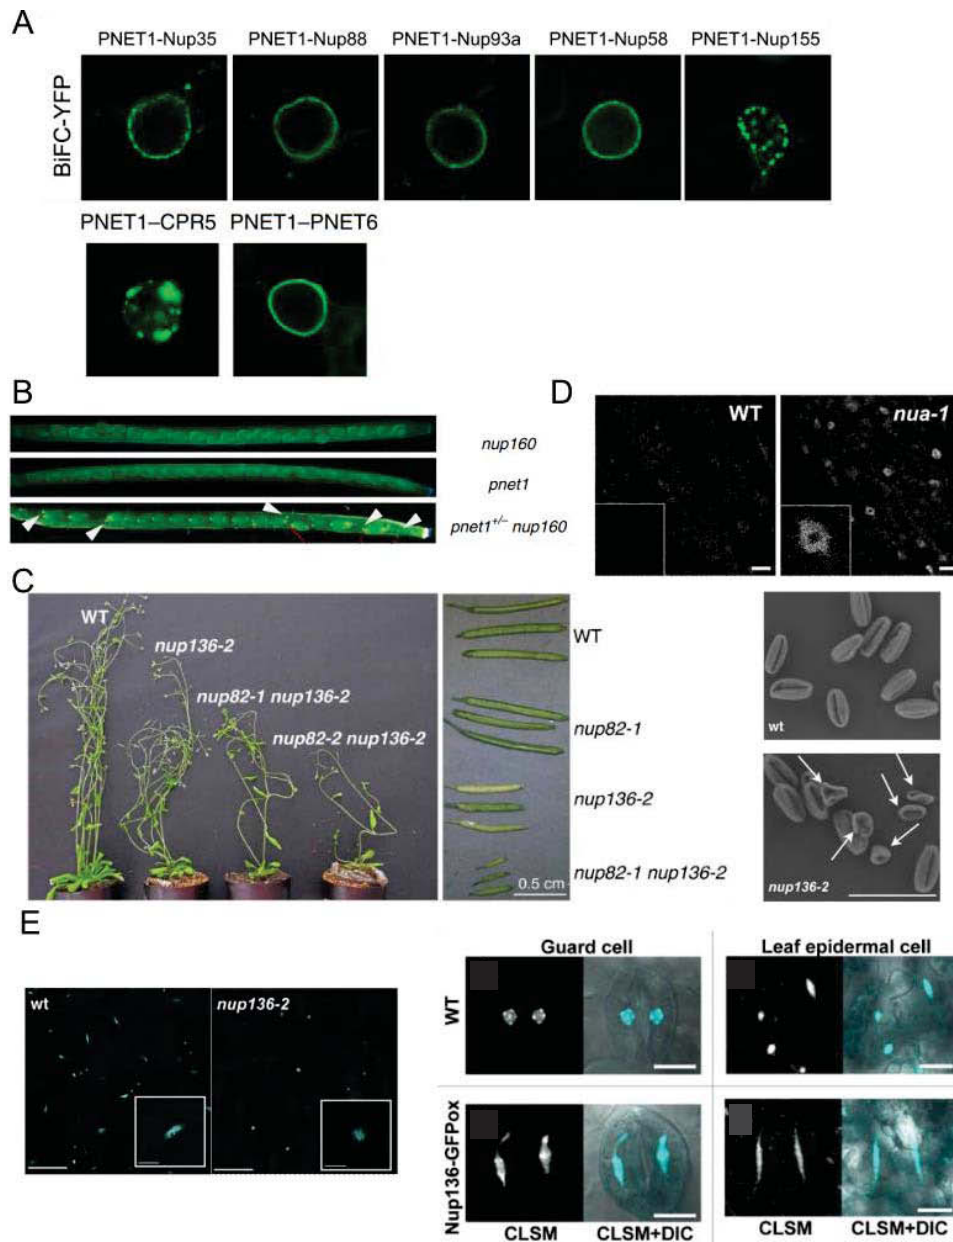 A
PNET1-Nup35
PNET1-Nup88
PNET1-Nup93a
PNET1-Nup58
PNET1-Nup155
BiFC-YFP
PNET1–CPR5
PNET1–PNET6
B
nup160
pnet1
pnet1+/– nup160
D
WT
nua-1
C
WT
nup136-2
nup82-1 nup136-2
nup82-2 nup136-2
WT
nup82-1
nup136-2
nup82-1 nup136-2
0.5 cm
wt
nup136-2
E
wt
nup136-2
Guard cell
Leaf epidermal cell
WT
Nup136-GFPox
CLSM
CLSM+DIC
CLSM
CLSM+DIC